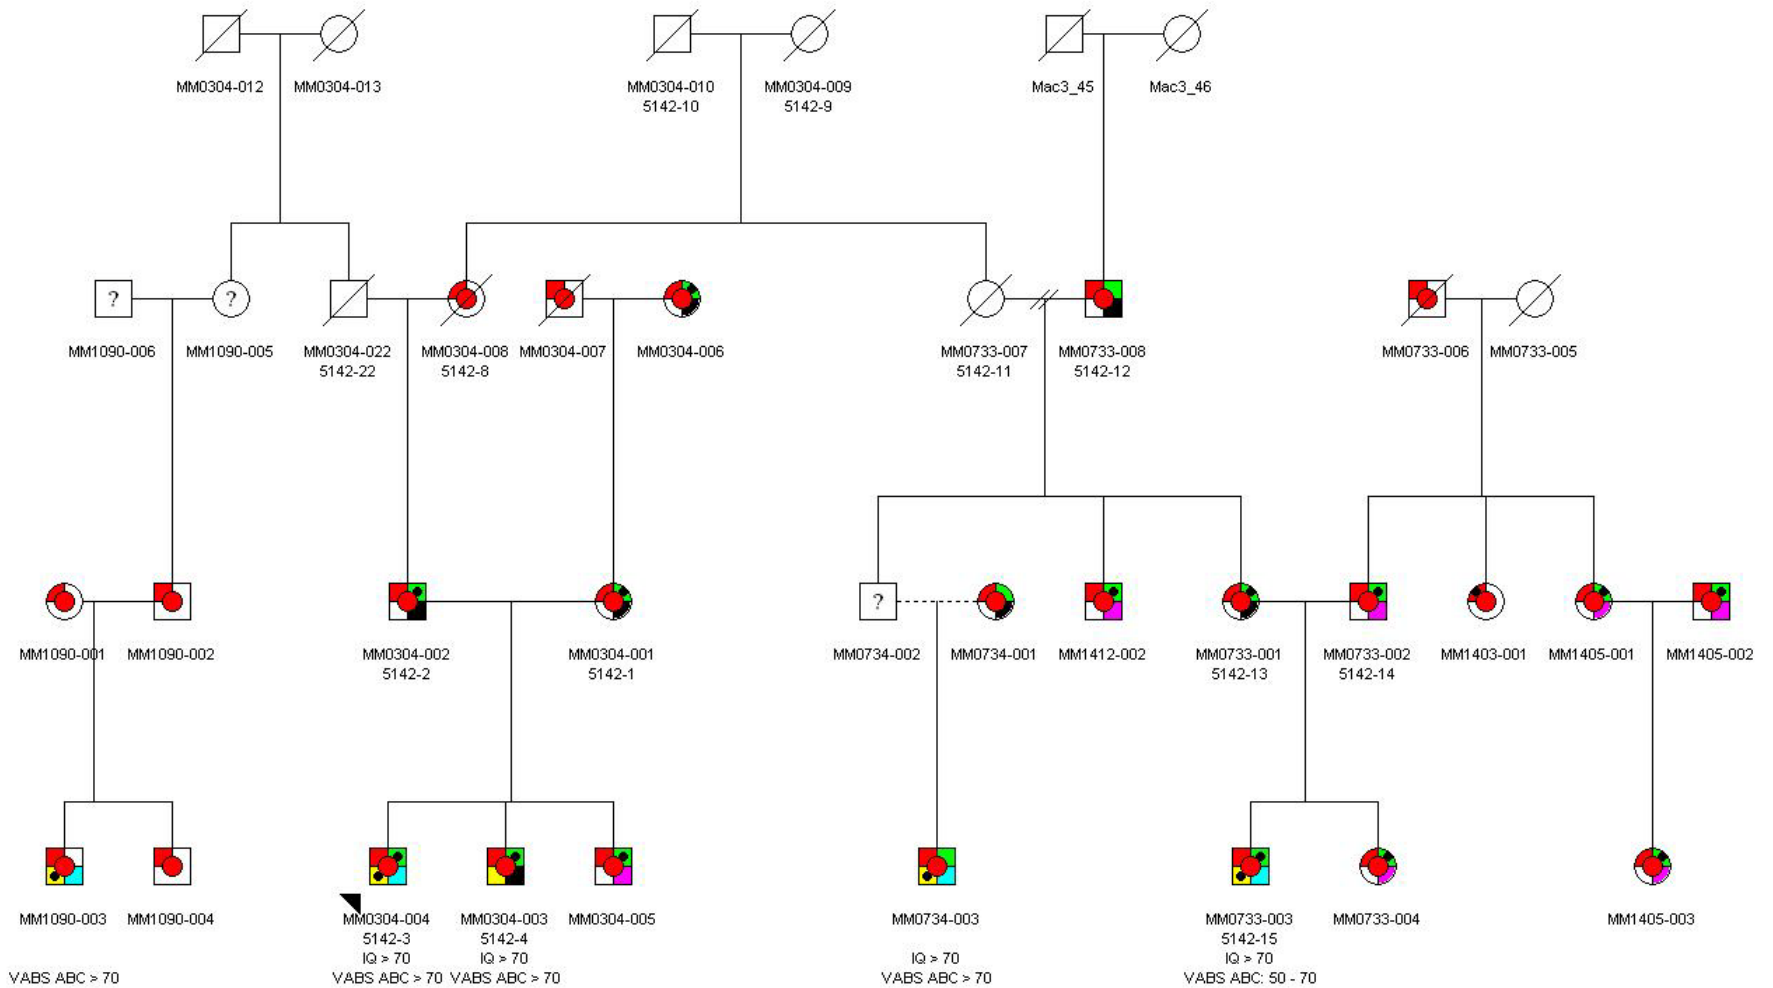 MM0304-012 MM0304-013 MM0304-010 MM0304-009 Mac3_45 Mac3_46
5142-10 5142-9
? ?
MM1090-006 MM1090-005 MM0304-022 MM0304-008 MM0304-007 MM0304-006 MM0733-007 MM0733-008 MM0733-006 MM0733-005
5142-22 5142-8 5142-11 5142-12
?
MM1090-001 MM1090-002 MM0304-002 MM0304-001 MM0734-002 MM0734-001 MM1412-002 MM0733-001 MM0733-002 MM1403-001 MM1405-001 MM1405-002
5142-2 5142-1 5142-13 5142-14
MM1090-003 MM1090-004 MM0304-004 MM0304-003 MM0304-005 MM0734-003 MM0733-003 MM0733-004 MM1405-003
5142-3 5142-4 5142-15
IQ > 70 IQ > 70 IQ > 70 IQ > 70
VABS ABC > 70 VABS ABC > 70 VABS ABC > 70 VABS ABC > 70 VABS ABC: 50 - 70